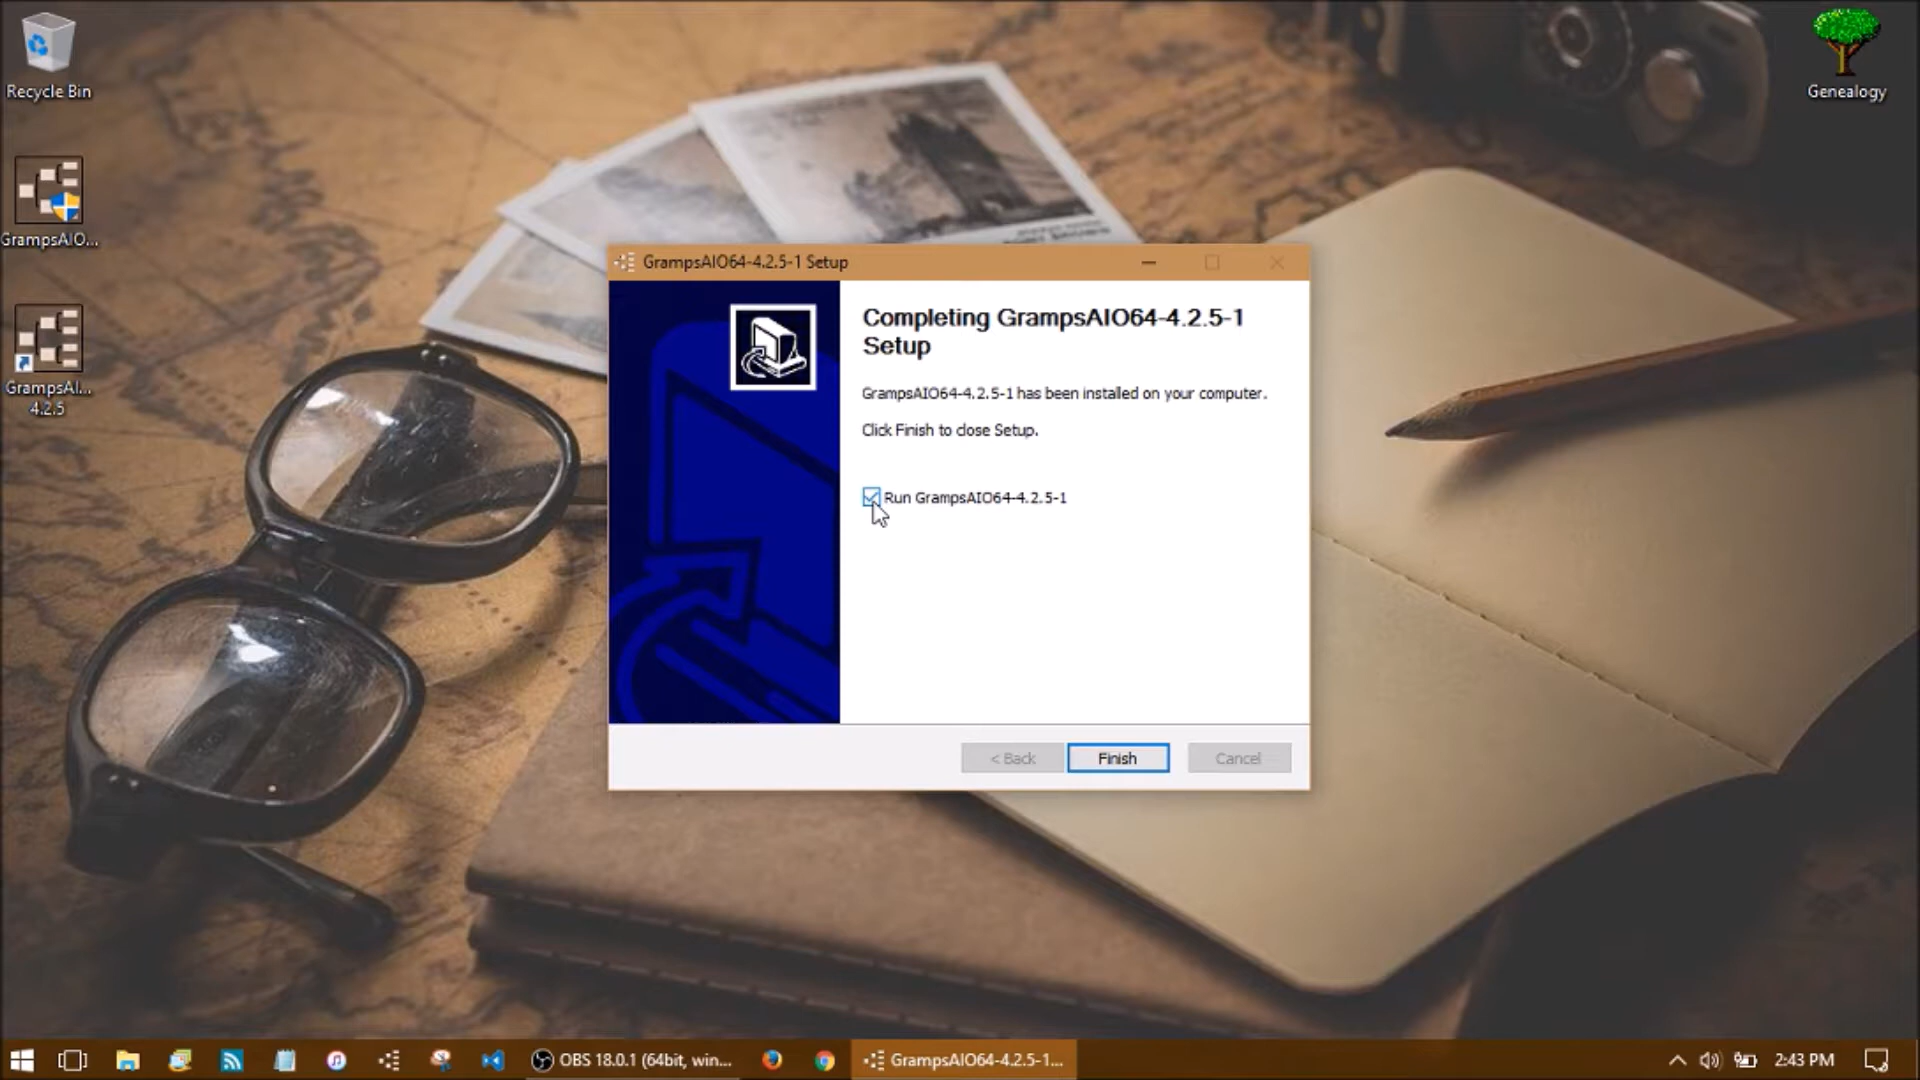 Recycle Bin
GrampsAIO...
GrampsAI...
4.2.5
Genealogy
GrampsAIO64-4.2.5-1 Setup
Completing GrampsAIO64-4.2.5-1
Setup
GrampsAIO64-4.2.5-1 has been installed on your computer.
Click Finish to close Setup.
Run GrampsAIO64-4.2.5-1
< Back
Finish
Cancel
OBS 18.0.1 (64bit, win...
GrampsAIO64-4.2.5-1...
2:43 PM